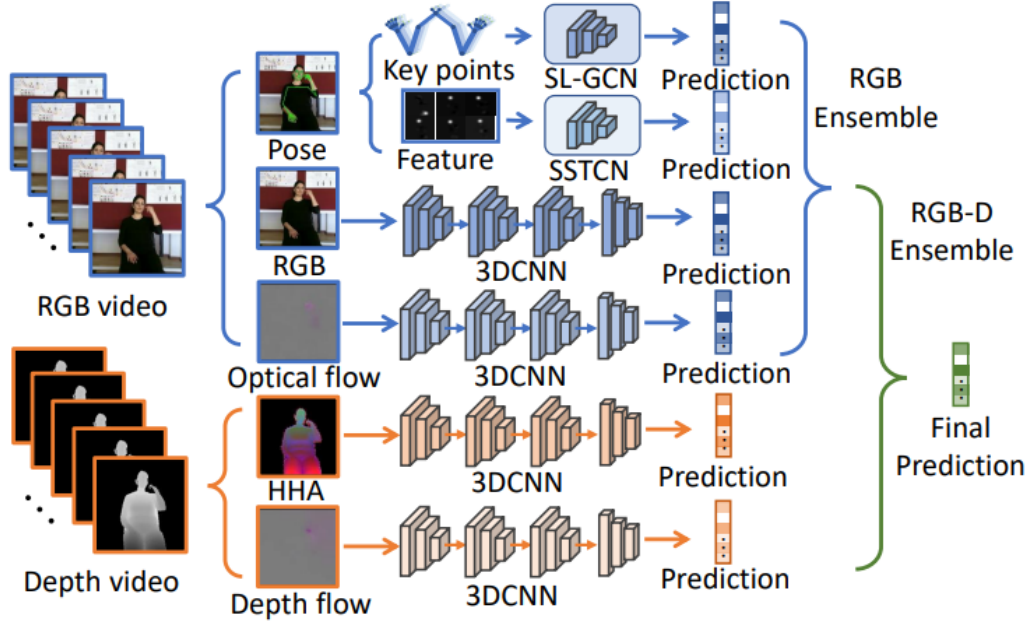 Key points
SL-GCN
Prediction
RGB
Ensemble
Pose
Feature
SSTCN
Prediction
RGB
3DCNN
Prediction
RGB-D
Ensemble
RGB video
Optical flow
3DCNN
Prediction
HHA
3DCNN
Prediction
Final
Prediction
Depth video
Depth flow
3DCNN
Prediction